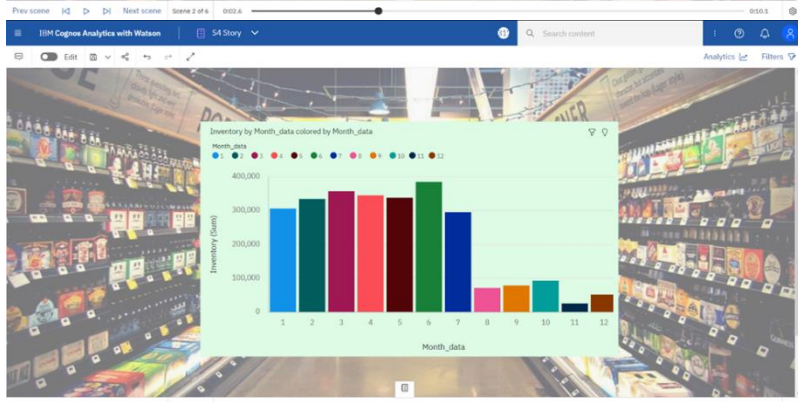 Prev scene Next scene Scene 2 of 6 0:02.6 0:10.1
IBM Cognos Analytics with Watson S4 Story Search content
Edit Analytics Filters
Inventory by Month_data colored by Month_data
Month_data
1 2 3 4 5 6 7 8 9 10 11 12
400,000
300,000
200,000
100,000
0
Inventory (Sum)
1 2 3 4 5 6 7 8 9 10 11 12
Month_data